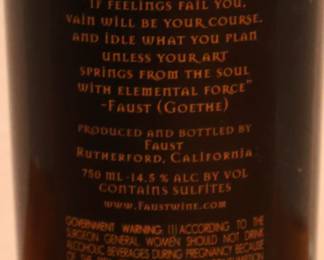 "IF FEELINGS FAIL YOU,
VAIN WILL BE YOUR COURSE,
AND IDLE WHAT YOU PLAN
UNLESS YOUR ART
SPRINGS FROM THE SOUL
WITH ELEMENTAL FORCE"
-FAUST (GOETHE)
PRODUCED AND BOTTLED BY
FAUST
RUTHERFORD, CALIFORNIA
750 ML -14.5 % ALC BY VOL
CONTAINS SULFITES
WWW.FAUSTWINE.COM
GOVERNMENT WARNING: (1) ACCORDING TO THE
SURGEON GENERAL, WOMEN SHOULD NOT DRINK
ALCOHOLIC BEVERAGES DURING PREGNANCY BECAUSE
OF THE